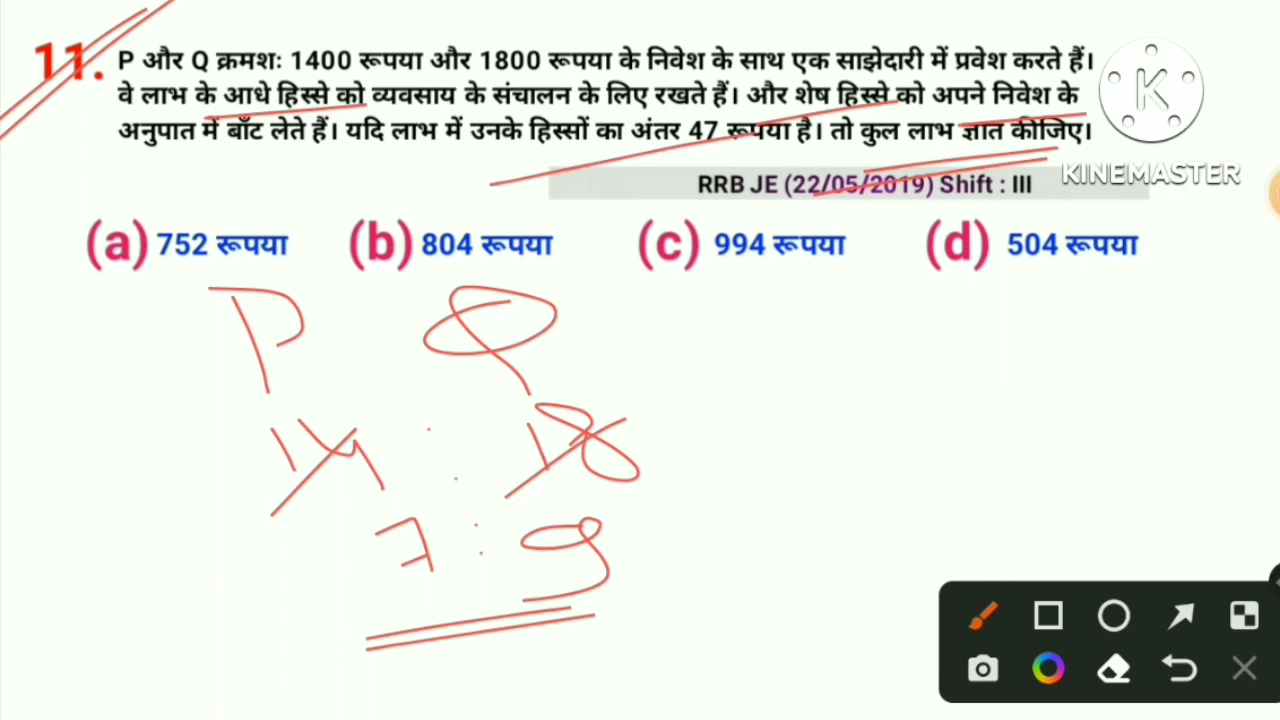 11. P और Q क्रमशः 1400 रूपया और 1800 रूपया के निवेश के साथ एक साझेदारी में प्रवेश करते हैं।
वे लाभ के आधे हिस्से को व्यवसाय के संचालन के लिए रखते हैं। और शेष हिस्से को अपने निवेश के
अनुपात में बाँट लेते हैं। यदि लाभ में उनके हिस्सों का अंतर 47 रूपया है। तो कुल लाभ ज्ञात कीजिए।
K
KINEMASTER
RRB JE (22/05/2019) Shift : III
(a) 752 रूपया (b) 804 रूपया (c) 994 रूपया (d) 504 रूपया
P Q
14 : 18
7 : 9